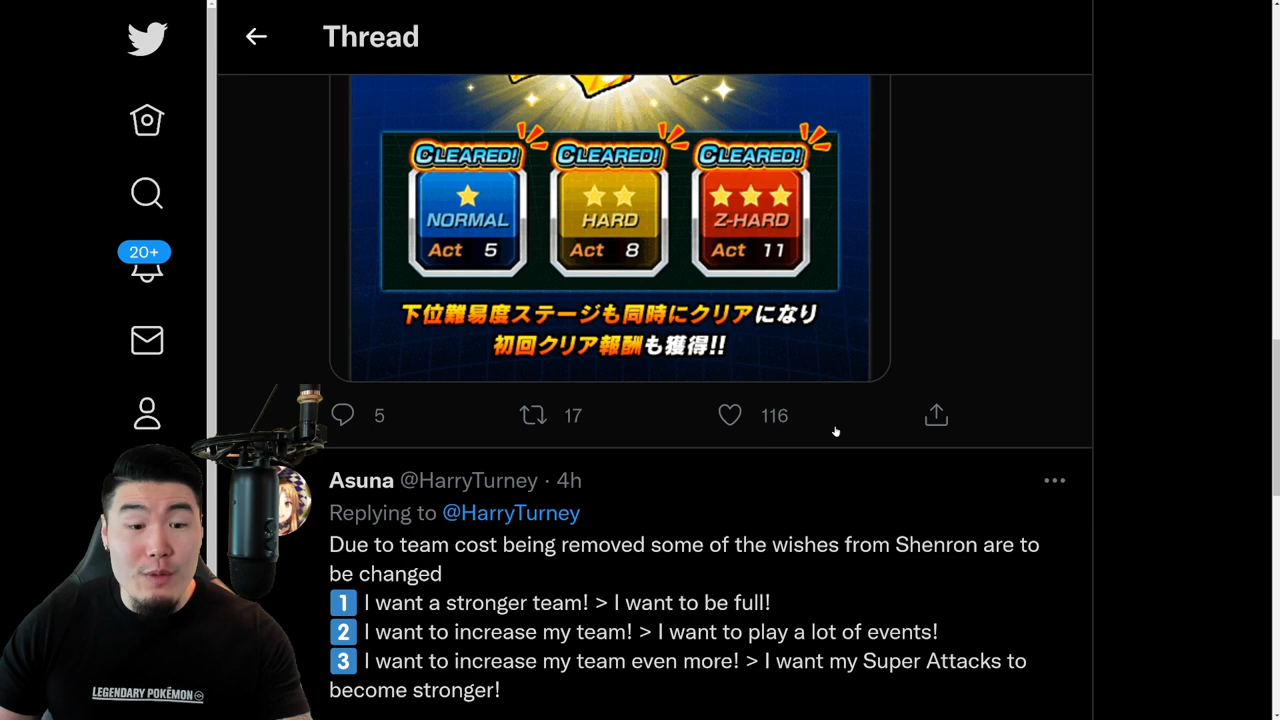 Thread
CLEARED! CLEARED! CLEARED!
NORMAL HARD Z-HARD
Act 5 Act 8 Act 11
下位難易度ステージも同時にクリアになり
初回クリア報酬も獲得!!
20+
5 17 116
Asuna @HarryTurney · 4h
Replying to @HarryTurney
Due to team cost being removed some of the wishes from Shenron are to
be changed
1 I want a stronger team! > I want to be full!
2 I want to increase my team! > I want to play a lot of events!
3 I want to increase my team even more! > I want my Super Attacks to
become stronger!
LEGENDARY POKÉMON